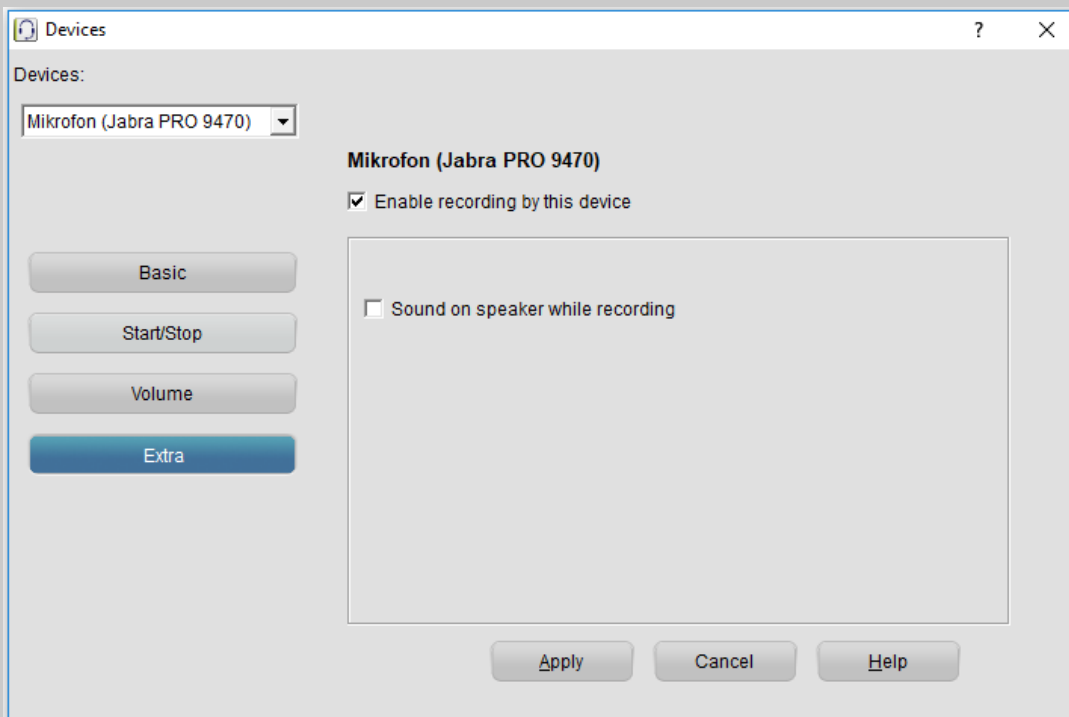 Devices
?
Devices:
Mikrofon (Jabra PRO 9470)
Mikrofon (Jabra PRO 9470)
Enable recording by this device
Basic
Start/Stop
Volume
Extra
Sound on speaker while recording
Apply
Cancel
Help